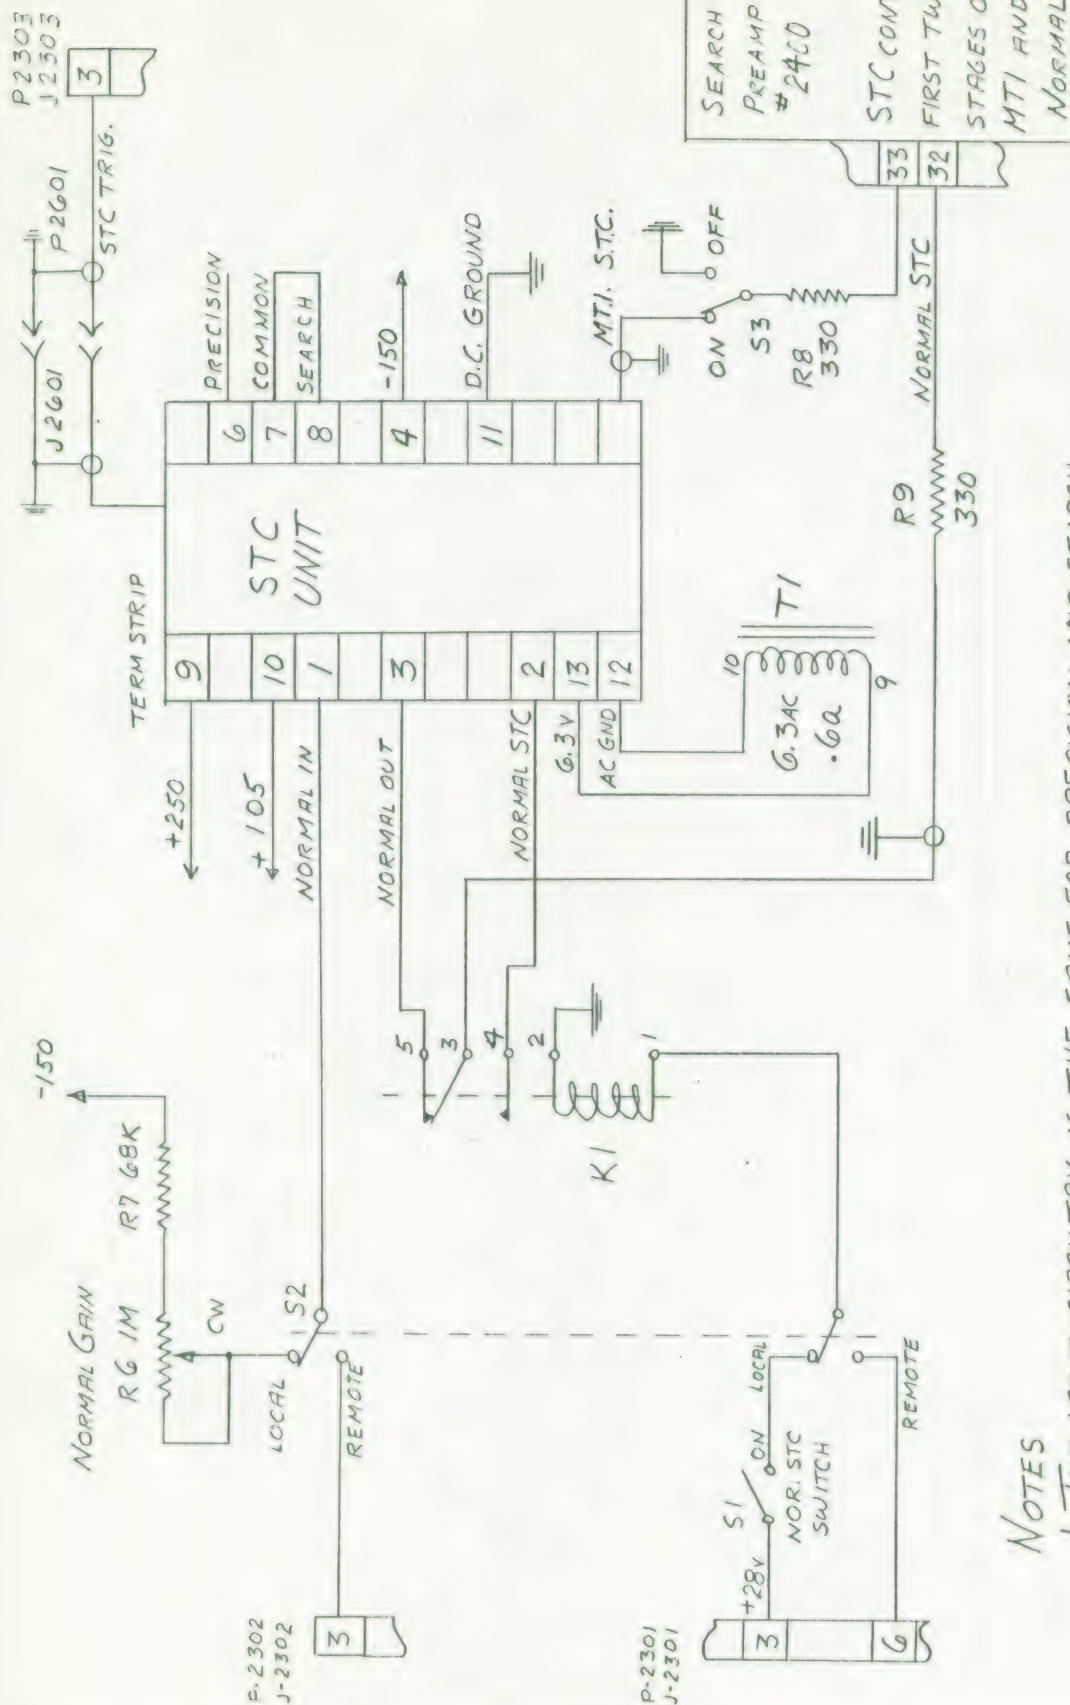 P2303
J2303
3
P2601
STC TRIG.
J2601
TERM STRIP
STC
UNIT
9
10
1
3
2
13
12
6
7
8
4
11
PRECISION
COMMON
SEARCH
-150
D.C. GROUND
M.T.I. S.T.C.
ON
OFF
S3
R8
330
+250
+105
NORMAL IN
NORMAL OUT
NORMAL STC
6.3V
AC GND
10
6.3AC
.6a
9
T1
R9
330
NORMAL STC
33
32
SEARCH
PREAMP
# 2400
STC CONT
FIRST TW
STAGES O
MTI AND
NORMAL
-150
NORMAL GAIN
R6 1M
R7 68K
CW
LOCAL
S2
REMOTE
5
3
4
2
1
K1
P-2302
J-2302
3
P-2301
J-2301
3
6
+28V
S1
ON
LOCAL
NOR. STC
SWITCH
REMOTE
NOTES